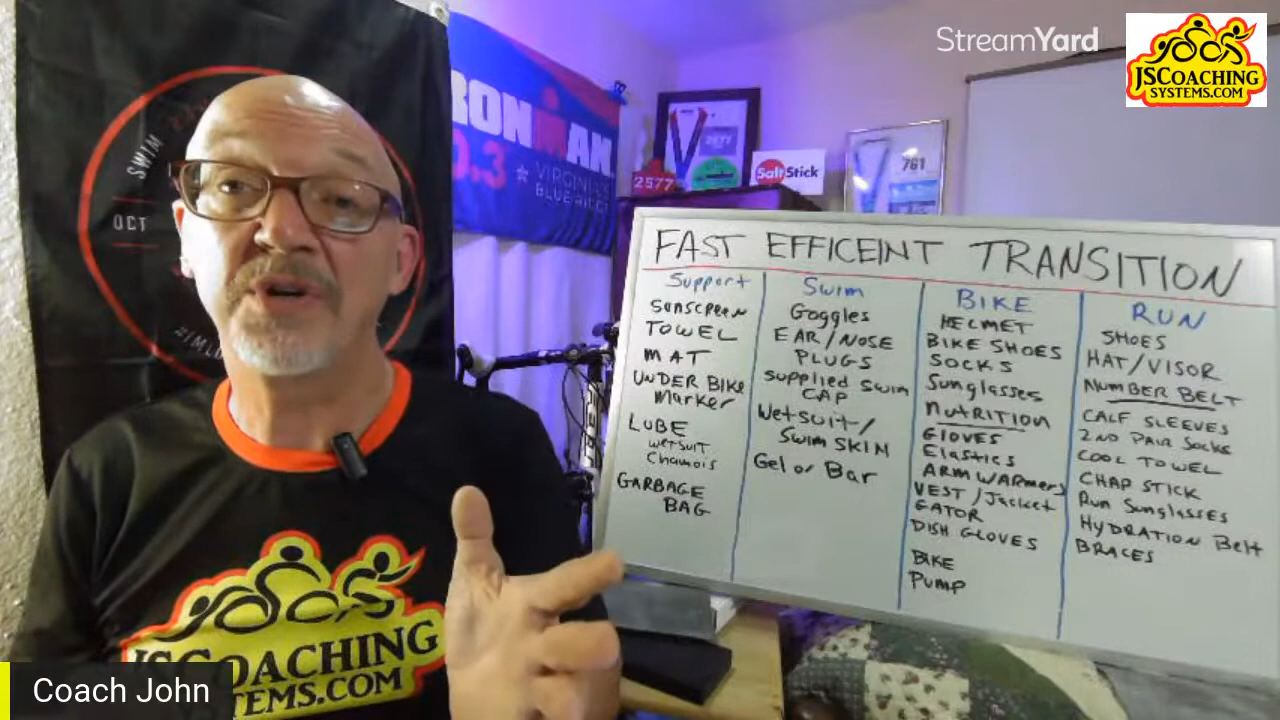 StreamYard
JSCOACHING
SYSTEMS.COM
SWIM
OCT
IRONMAN
70.3
VIRGINIA'S
BLUE RIDGE
2577
SaltStick
761
FAST EFFICEINT TRANSITION
Support
SUNSCREEN
TOWEL
MAT
UNDER BIKE
Marker
LUBE
WETSUIT
Chamois
GARBAGE
BAG
Swim
Goggles
EAR/NOSE
PLUGS
Supplied Swim
CAP
Wetsuit/
Swim SKIN
Gel or Bar
BIKE
HELMET
BIKE SHOES
SOCKS
Sunglasses
NUTRITION
GLOVES
Elastics
ARM WARMERS
VEST/Jacket
GATOR
DISH GLOVES
BIKE
PUMP
RUN
SHOES
HAT/VISOR
NUMBER BELT
CALF SLEEVES
2ND PAIR SOCKS
COOL TOWEL
CHAP STICK
RUN Sunglasses
HYDRATION Belt
BRACES
JSCOACHING
SYSTEMS.COM
Coach John